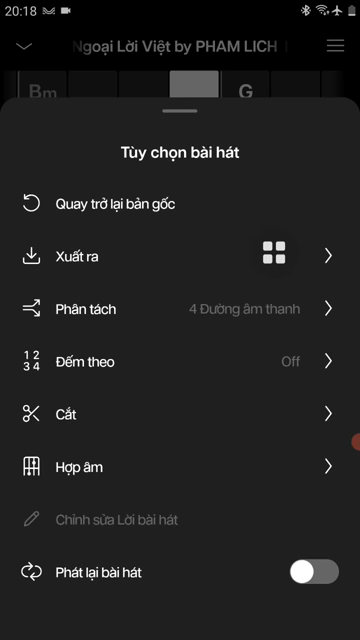 20:18
Ngoại Lời Việt by PHAM LICH
Bm
G
Tùy chọn bài hát
Quay trở lại bản gốc
Xuất ra
Phân tách
4 Đường âm thanh
1 2
3 4
Đếm theo
Off
Cắt
Hợp âm
Chỉnh sửa Lời bài hát
Phát lại bài hát